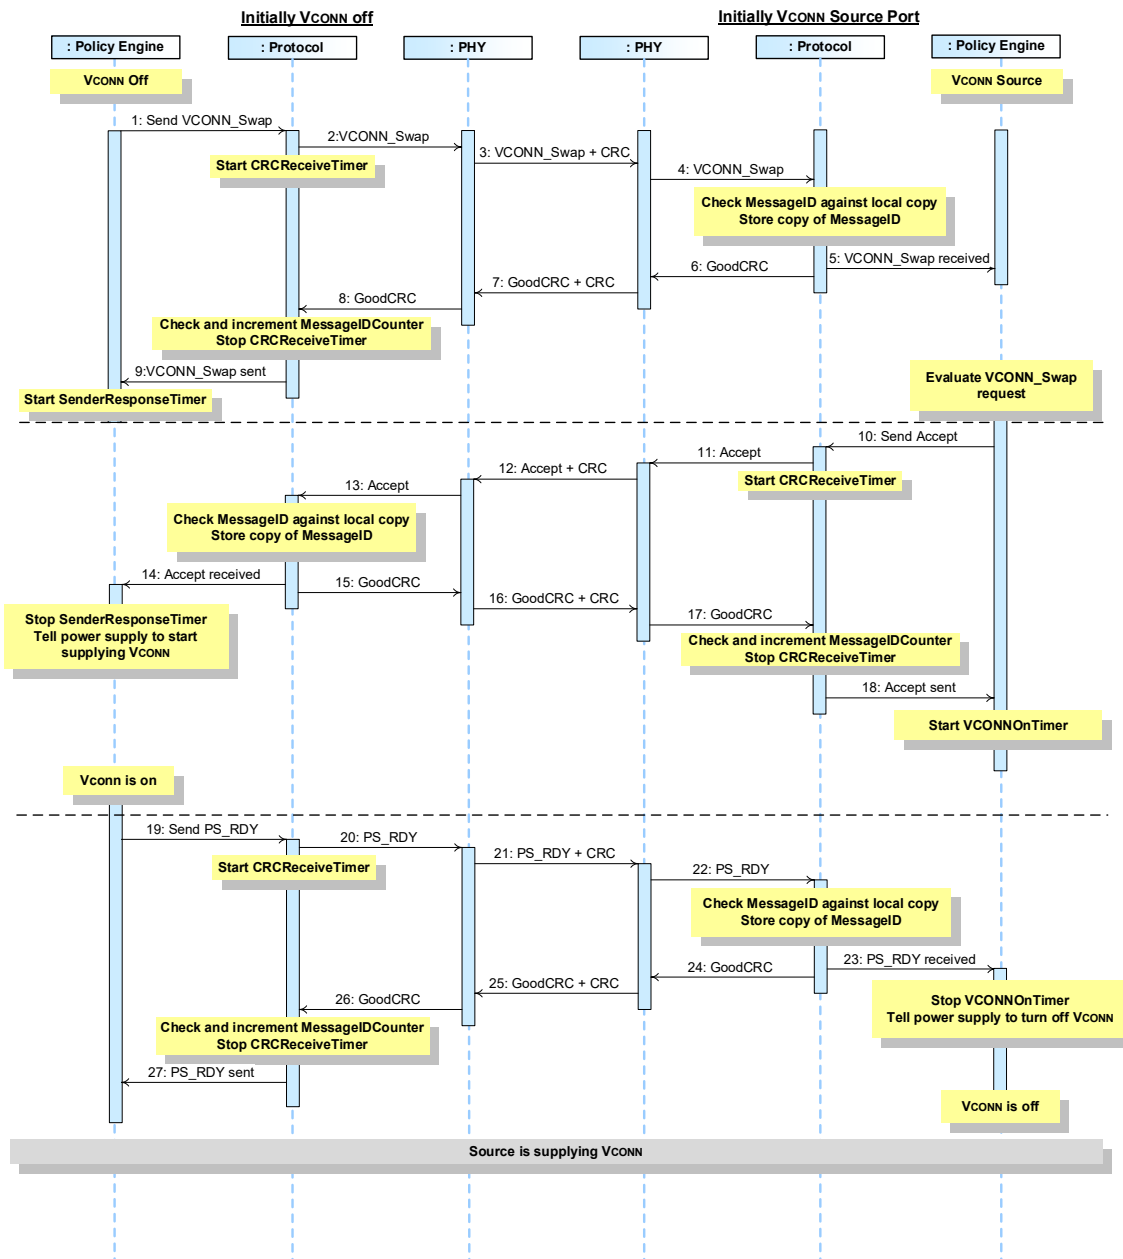 Initially VCONN off
Initially VCONN Source Port
: Policy Engine
: Protocol
: PHY
: PHY
: Protocol
: Policy Engine
VCONN Off
VCONN Source
1: Send VCONN_Swap
2:VCONN_Swap
Start CRCReceiveTimer
3: VCONN_Swap + CRC
4: VCONN_Swap
Check MessageID against local copy
Store copy of MessageID
5: VCONN_Swap received
6: GoodCRC
7: GoodCRC + CRC
8: GoodCRC
Check and increment MessageIDCounter
Stop CRCReceiveTimer
9:VCONN_Swap sent
Start SenderResponseTimer
Evaluate VCONN_Swap
request
10: Send Accept
11: Accept
Start CRCReceiveTimer
12: Accept + CRC
13: Accept
Check MessageID against local copy
Store copy of MessageID
14: Accept received
15: GoodCRC
Stop SenderResponseTimer
Tell power supply to start
supplying VCONN
16: GoodCRC + CRC
17: GoodCRC
Check and increment MessageIDCounter
Stop CRCReceiveTimer
18: Accept sent
Start VCONNOnTimer
Vconn is on
19: Send PS_RDY
20: PS_RDY
Start CRCReceiveTimer
21: PS_RDY + CRC
22: PS_RDY
Check MessageID against local copy
Store copy of MessageID
23: PS_RDY received
24: GoodCRC
25: GoodCRC + CRC
26: GoodCRC
Stop VCONNOnTimer
Tell power supply to turn off VCONN
Check and increment MessageIDCounter
Stop CRCReceiveTimer
27: PS_RDY sent
VCONN is off
Source is supplying VCONN